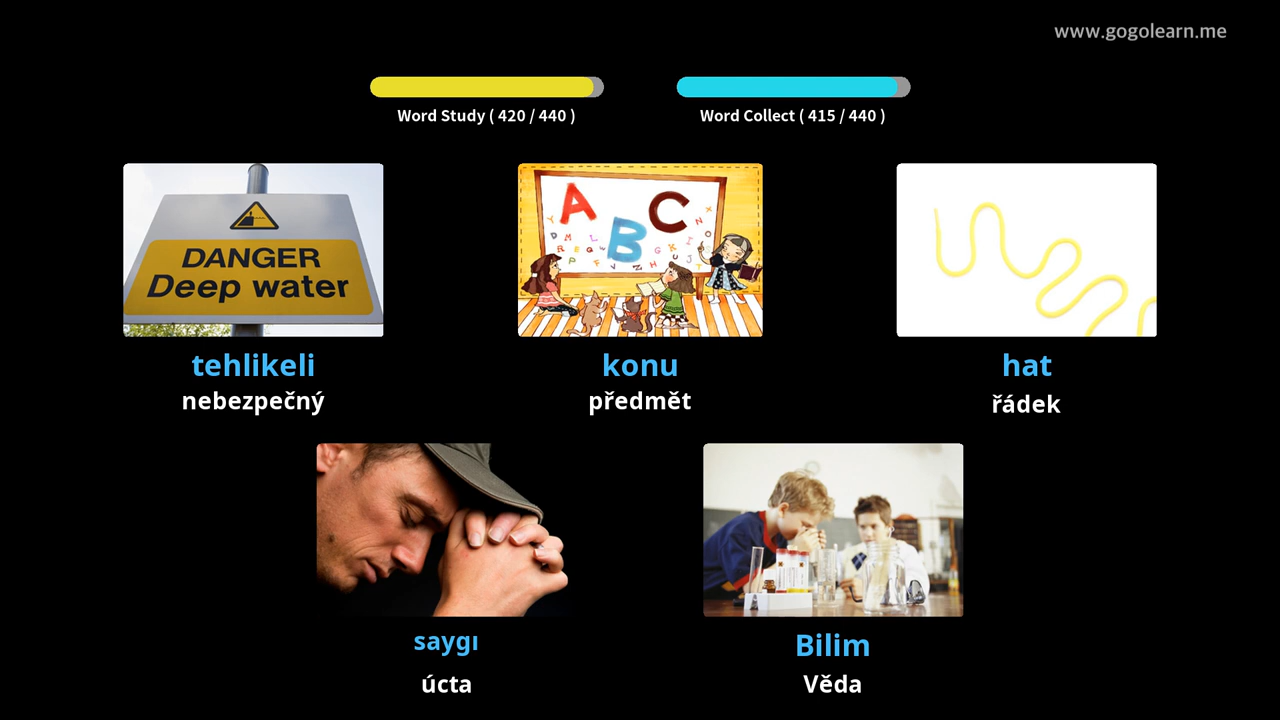 www.gogolearn.me
Word Study ( 420 / 440 )
Word Collect ( 415 / 440 )
DANGER
Deep water
A B C
tehlikeli
nebezpečný
konu
předmět
hat
řádek
saygı
úcta
Bilim
Věda